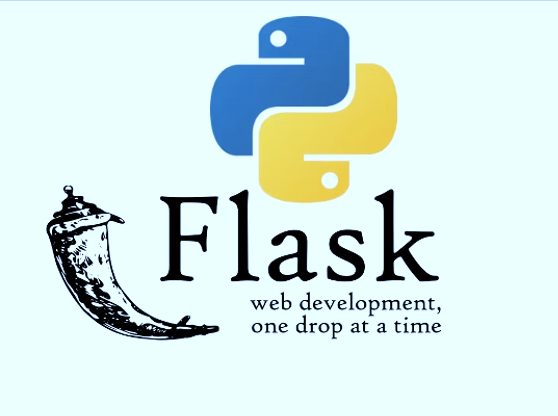 Flask
web development,
one drop at a time